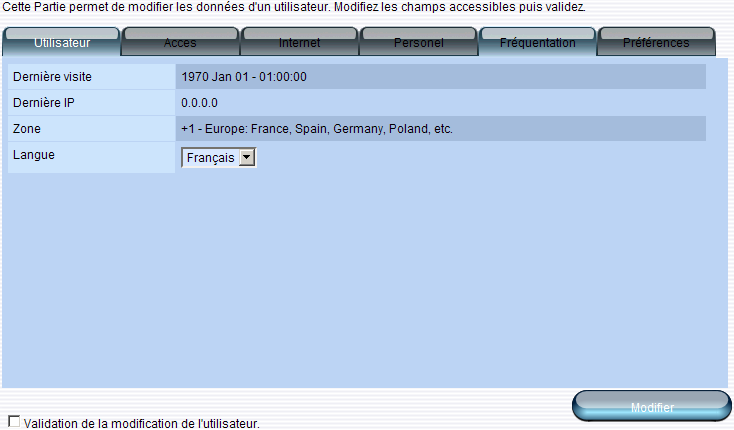 Cette Partie permet de modifier les données d'un utilisateur. Modifiez les champs accessibles puis validez.
Utilisateur Acces Internet Personel Fréquentation Préférences
Dernière visite 1970 Jan 01 - 01:00:00
Dernière IP 0.0.0.0
Zone +1 - Europe: France, Spain, Germany, Poland, etc.
Langue Français
Modifier
Validation de la modification de l'utilisateur.